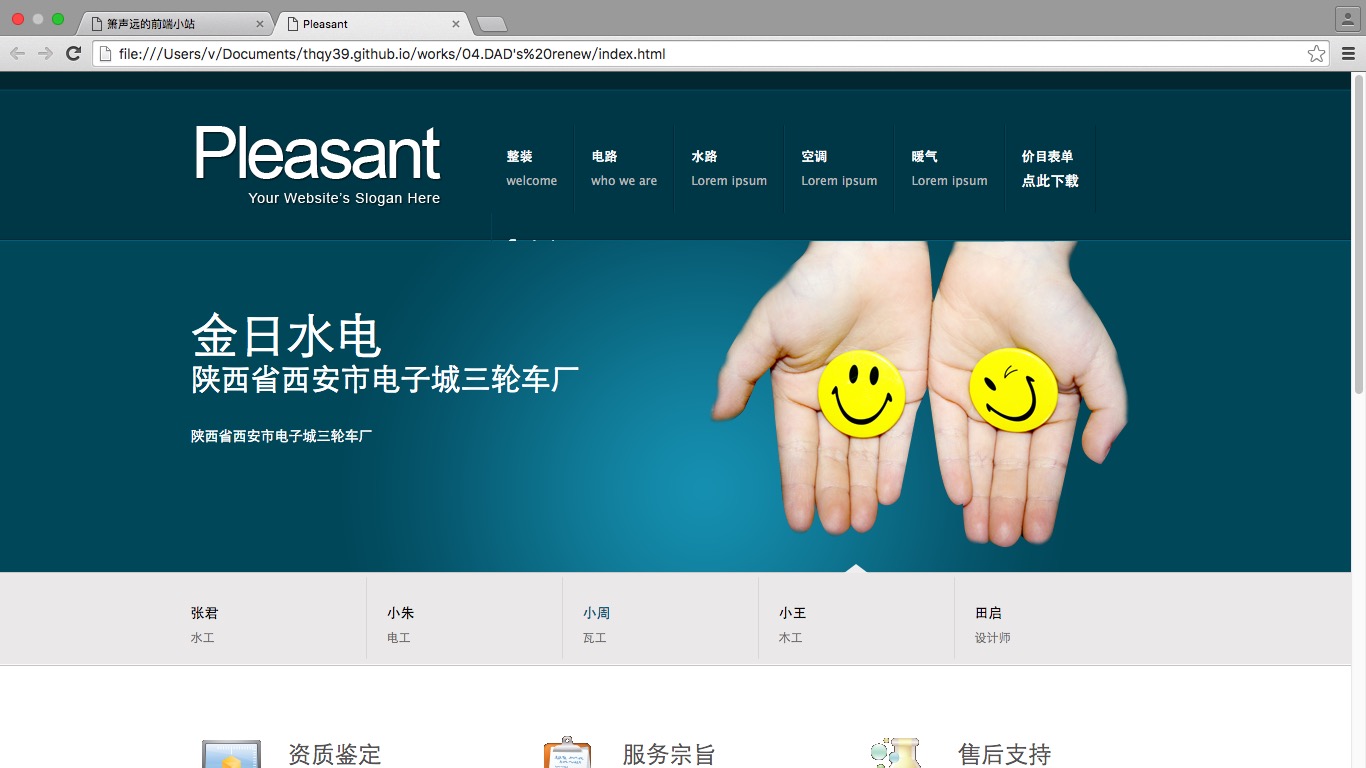 箫声远的前端小站
Pleasant
file:///Users/v/Documents/thqy39.github.io/works/04.DAD's%20renew/index.html
Pleasant
Your Website's Slogan Here
整装
welcome
电路
who we are
水路
Lorem ipsum
空调
Lorem ipsum
暖气
Lorem ipsum
价目表单
点此下载
金日水电
陕西省西安市电子城三轮车厂
陕西省西安市电子城三轮车厂
张君
水工
小朱
电工
小周
瓦工
小王
木工
田启
设计师
资质鉴定
服务宗旨
售后支持